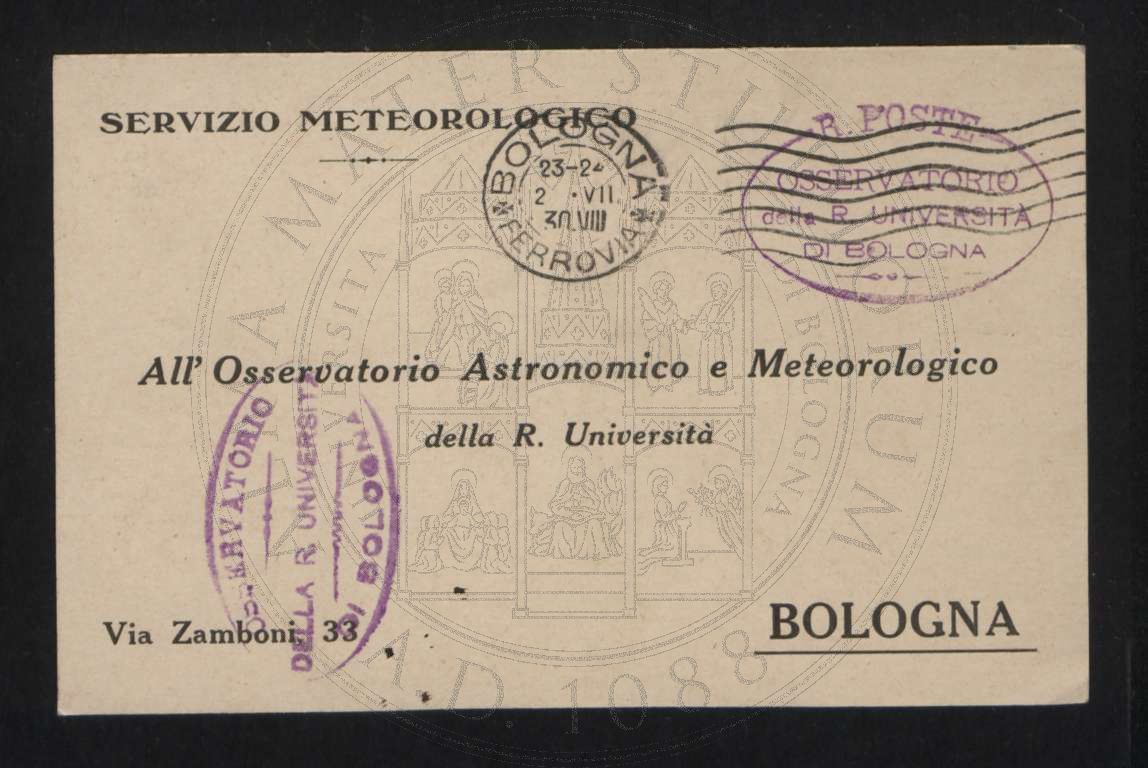 SERVIZIO METEOROLOGICO
BOLOGNA
23-24
2 · VII
30 VIII
FERROVIA
R. POSTE
OSSERVATORIO
della R. UNIVERSITÀ
DI BOLOGNA
All' Osservatorio Astronomico e Meteorologico
della R. Università
OSSERVATORIO
DELLA R. UNIVERSITÀ
DI BOLOGNA
Via Zamboni, 33
BOLOGNA
ALMA MATER STUDIORUM
A.D. 1088